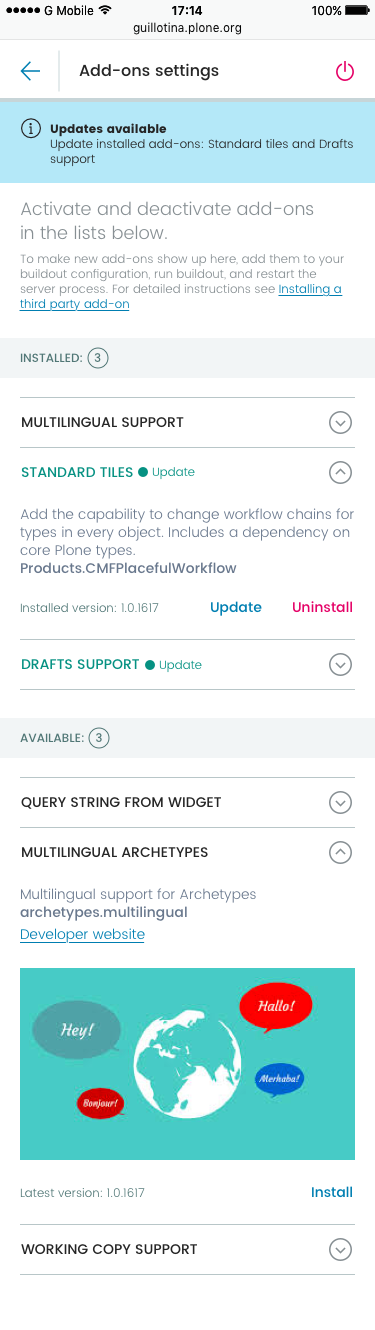 G Mobile 17:14 100%
guillotina.plone.org
Add-ons settings
Updates available
Update installed add-ons: Standard tiles and Drafts
support
Activate and deactivate add-ons
in the lists below.
To make new add-ons show up here, add them to your
buildout configuration, run buildout, and restart the
server process. For detailed instructions see Installing a
third party add-on
INSTALLED: 3
MULTILINGUAL SUPPORT
STANDARD TILES Update
Add the capability to change workflow chains for
types in every object. Includes a dependency on
core Plone types.
Products.CMFPlacefulWorkflow
Installed version: 1.0.1617 Update Uninstall
DRAFTS SUPPORT Update
AVAILABLE: 3
QUERY STRING FROM WIDGET
MULTILINGUAL ARCHETYPES
Multilingual support for Archetypes
archetypes.multilingual
Developer website
Hallo!
Hey!
Merhaba!
Bonjour!
Latest version: 1.0.1617 Install
WORKING COPY SUPPORT